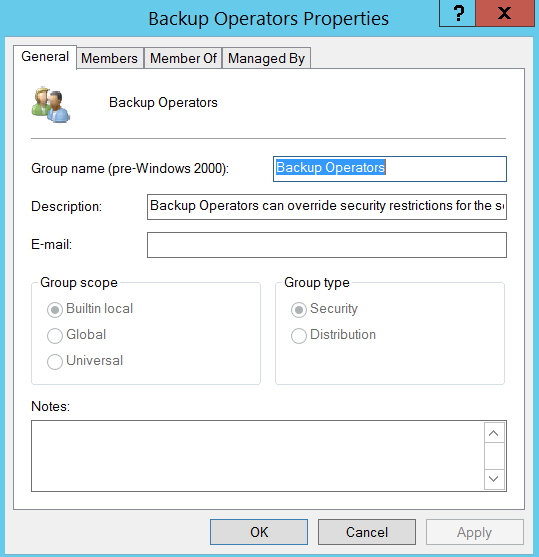 Backup Operators Properties
?
X
General
Members
Member Of
Managed By
Backup Operators
Group name (pre-Windows 2000):
Backup Operators
Description:
Backup Operators can override security restrictions for the s
E-mail:
Group scope
Builtin local
Global
Universal
Group type
Security
Distribution
Notes:
OK
Cancel
Apply